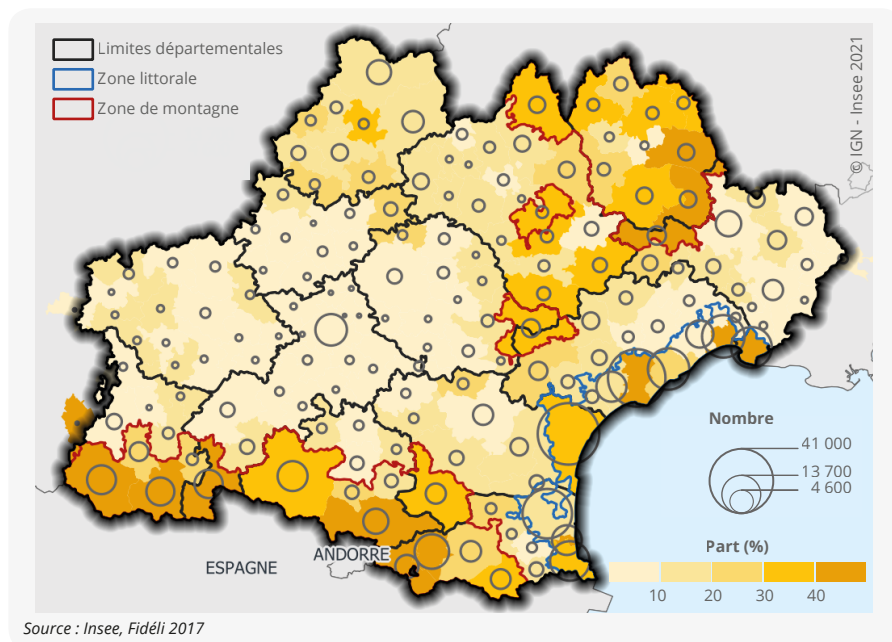 Limites départementales
Zone littorale
Zone de montagne
© IGN - Insee 2021
Nombre
41 000
13 700
4 600
ESPAGNE
ANDORRE
Part (%)
10 20 30 40
Source : Insee, Fidéli 2017